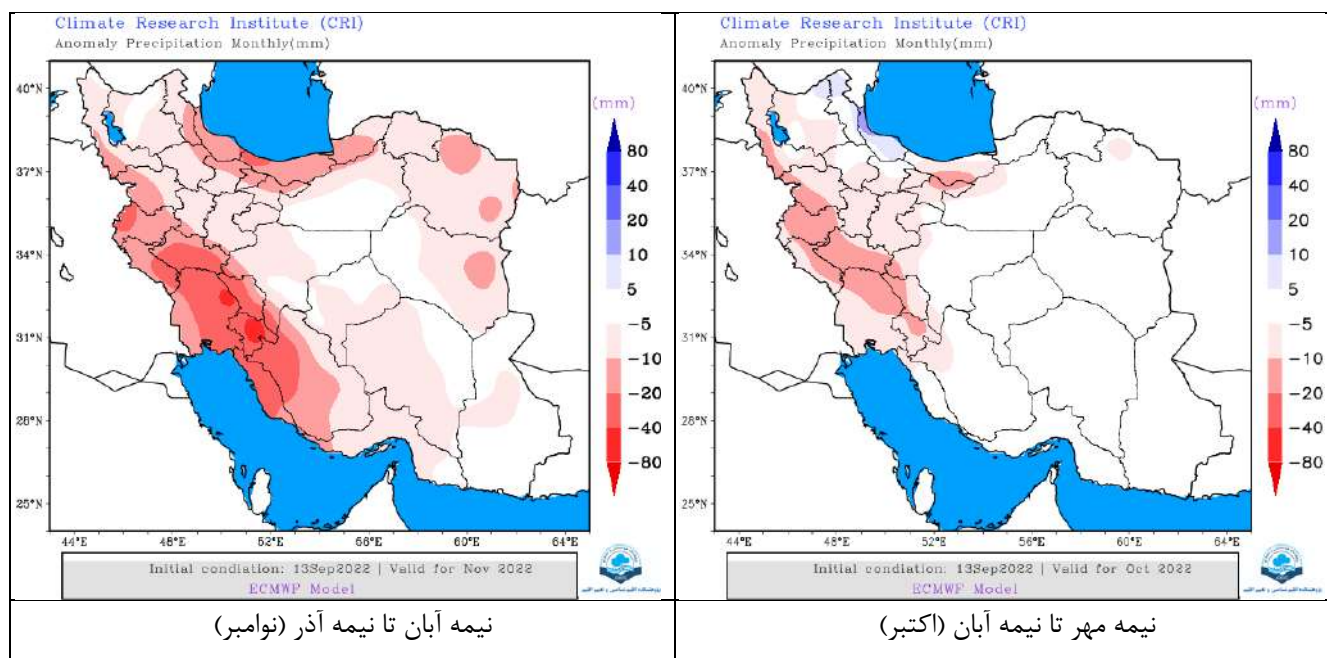 Climate Research Institute (CRI)
Anomaly Precipitation Monthly(mm)
(mm)
80
40
20
10
5
-5
-10
-20
-40
-80
40°N
37°N
34°N
31°N
28°N
25°N
44°E 48°E 52°E 56°E 60°E 64°E
Initial condiation: 13Sep2022 | Valid for Nov 2022
ECMWF Model
نیمه آبان تا نیمه آذر (نوامبر)
Climate Research Institute (CRI)
Anomaly Precipitation Monthly(mm)
(mm)
80
40
20
10
5
-5
-10
-20
-40
-80
40°N
37°N
34°N
31°N
28°N
25°N
44°E 48°E 52°E 56°E 60°E 64°E
Initial condiation: 13Sep2022 | Valid for Oct 2022
ECMWF Model
نیمه مهر تا نیمه آبان (اکتبر)